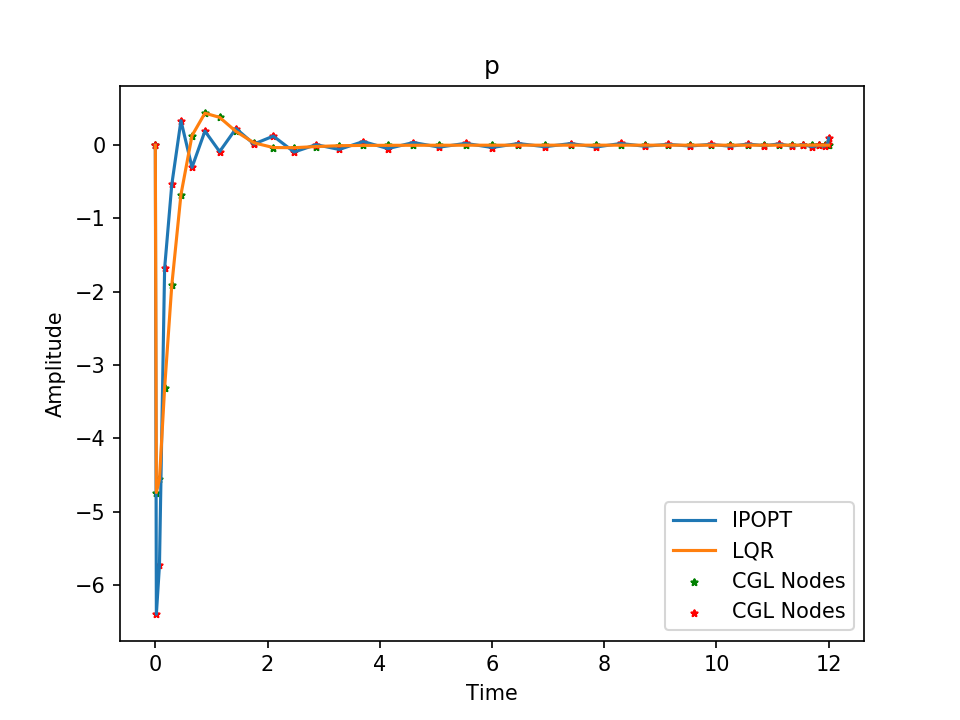 p
0
−1
−2
−3
−4
−5
−6
Amplitude
0 2 4 6 8 10 12
Time
IPOPT
LQR
CGL Nodes
CGL Nodes